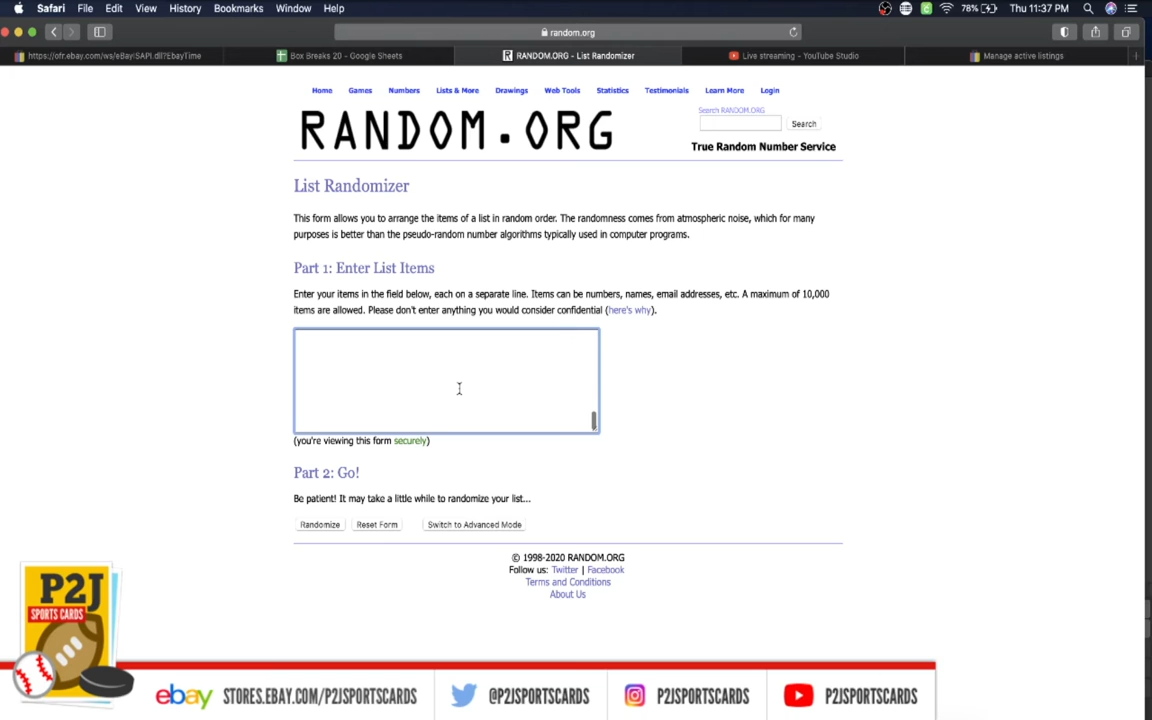 Safari File Edit View History Bookmarks Window Help 78% Thu 11:37 PM
random.org
https://ofr.ebay.com/ws/eBayISAPI.dll?EbayTime Box Breaks 20 - Google Sheets RANDOM.ORG - List Randomizer Live streaming - YouTube Studio Manage active listings
Home Games Numbers Lists & More Drawings Web Tools Statistics Testimonials Learn More Login
Search RANDOM.ORG
RANDOM.ORG
Search
True Random Number Service
List Randomizer
This form allows you to arrange the items of a list in random order. The randomness comes from atmospheric noise, which for many
purposes is better than the pseudo-random number algorithms typically used in computer programs.
Part 1: Enter List Items
Enter your items in the field below, each on a separate line. Items can be numbers, names, email addresses, etc. A maximum of 10,000
items are allowed. Please don't enter anything you would consider confidential (here's why).
(you're viewing this form securely)
Part 2: Go!
Be patient! It may take a little while to randomize your list...
Randomize Reset Form Switch to Advanced Mode
© 1998-2020 RANDOM.ORG
Follow us: Twitter | Facebook
Terms and Conditions
About Us
P2J
SPORTS CARDS
ebay STORES.EBAY.COM/P2JSPORTSCARDS @P2JSPORTSCARDS P2JSPORTSCARDS P2JSPORTSCARDS